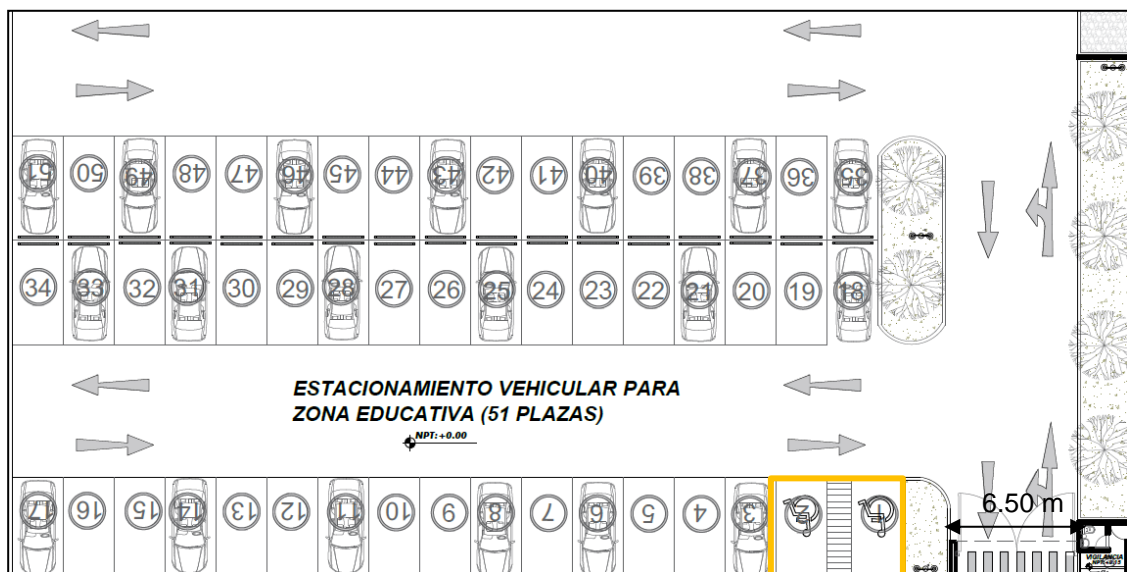 51 50 49 48 47 46 45 44 43 42 41 40 39 38 37 36 35
34 33 32 31 30 29 28 27 26 25 24 23 22 21 20 19 18
ESTACIONAMIENTO VEHICULAR PARA
ZONA EDUCATIVA (51 PLAZAS)
NPT:+0.00
17 16 15 14 13 12 11 10 9 8 7 6 5 4 3 2 1
6.50 m
VIGILANCIA